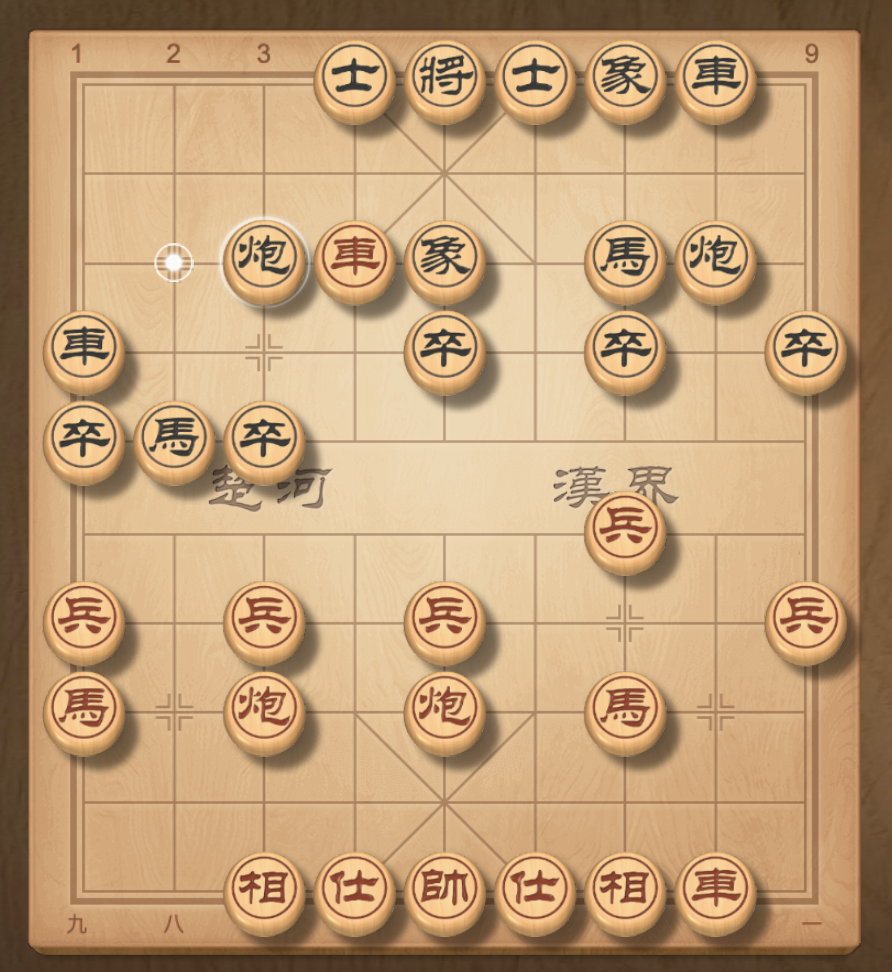 1 2 3 9
士 將 士 象 車
炮 車 象 馬 炮
車 卒 卒 卒
卒 馬 卒
楚 河 漢 界
兵
兵 兵 兵 兵
馬 炮 炮 馬
相 仕 帥 仕 相 車
九 八 一